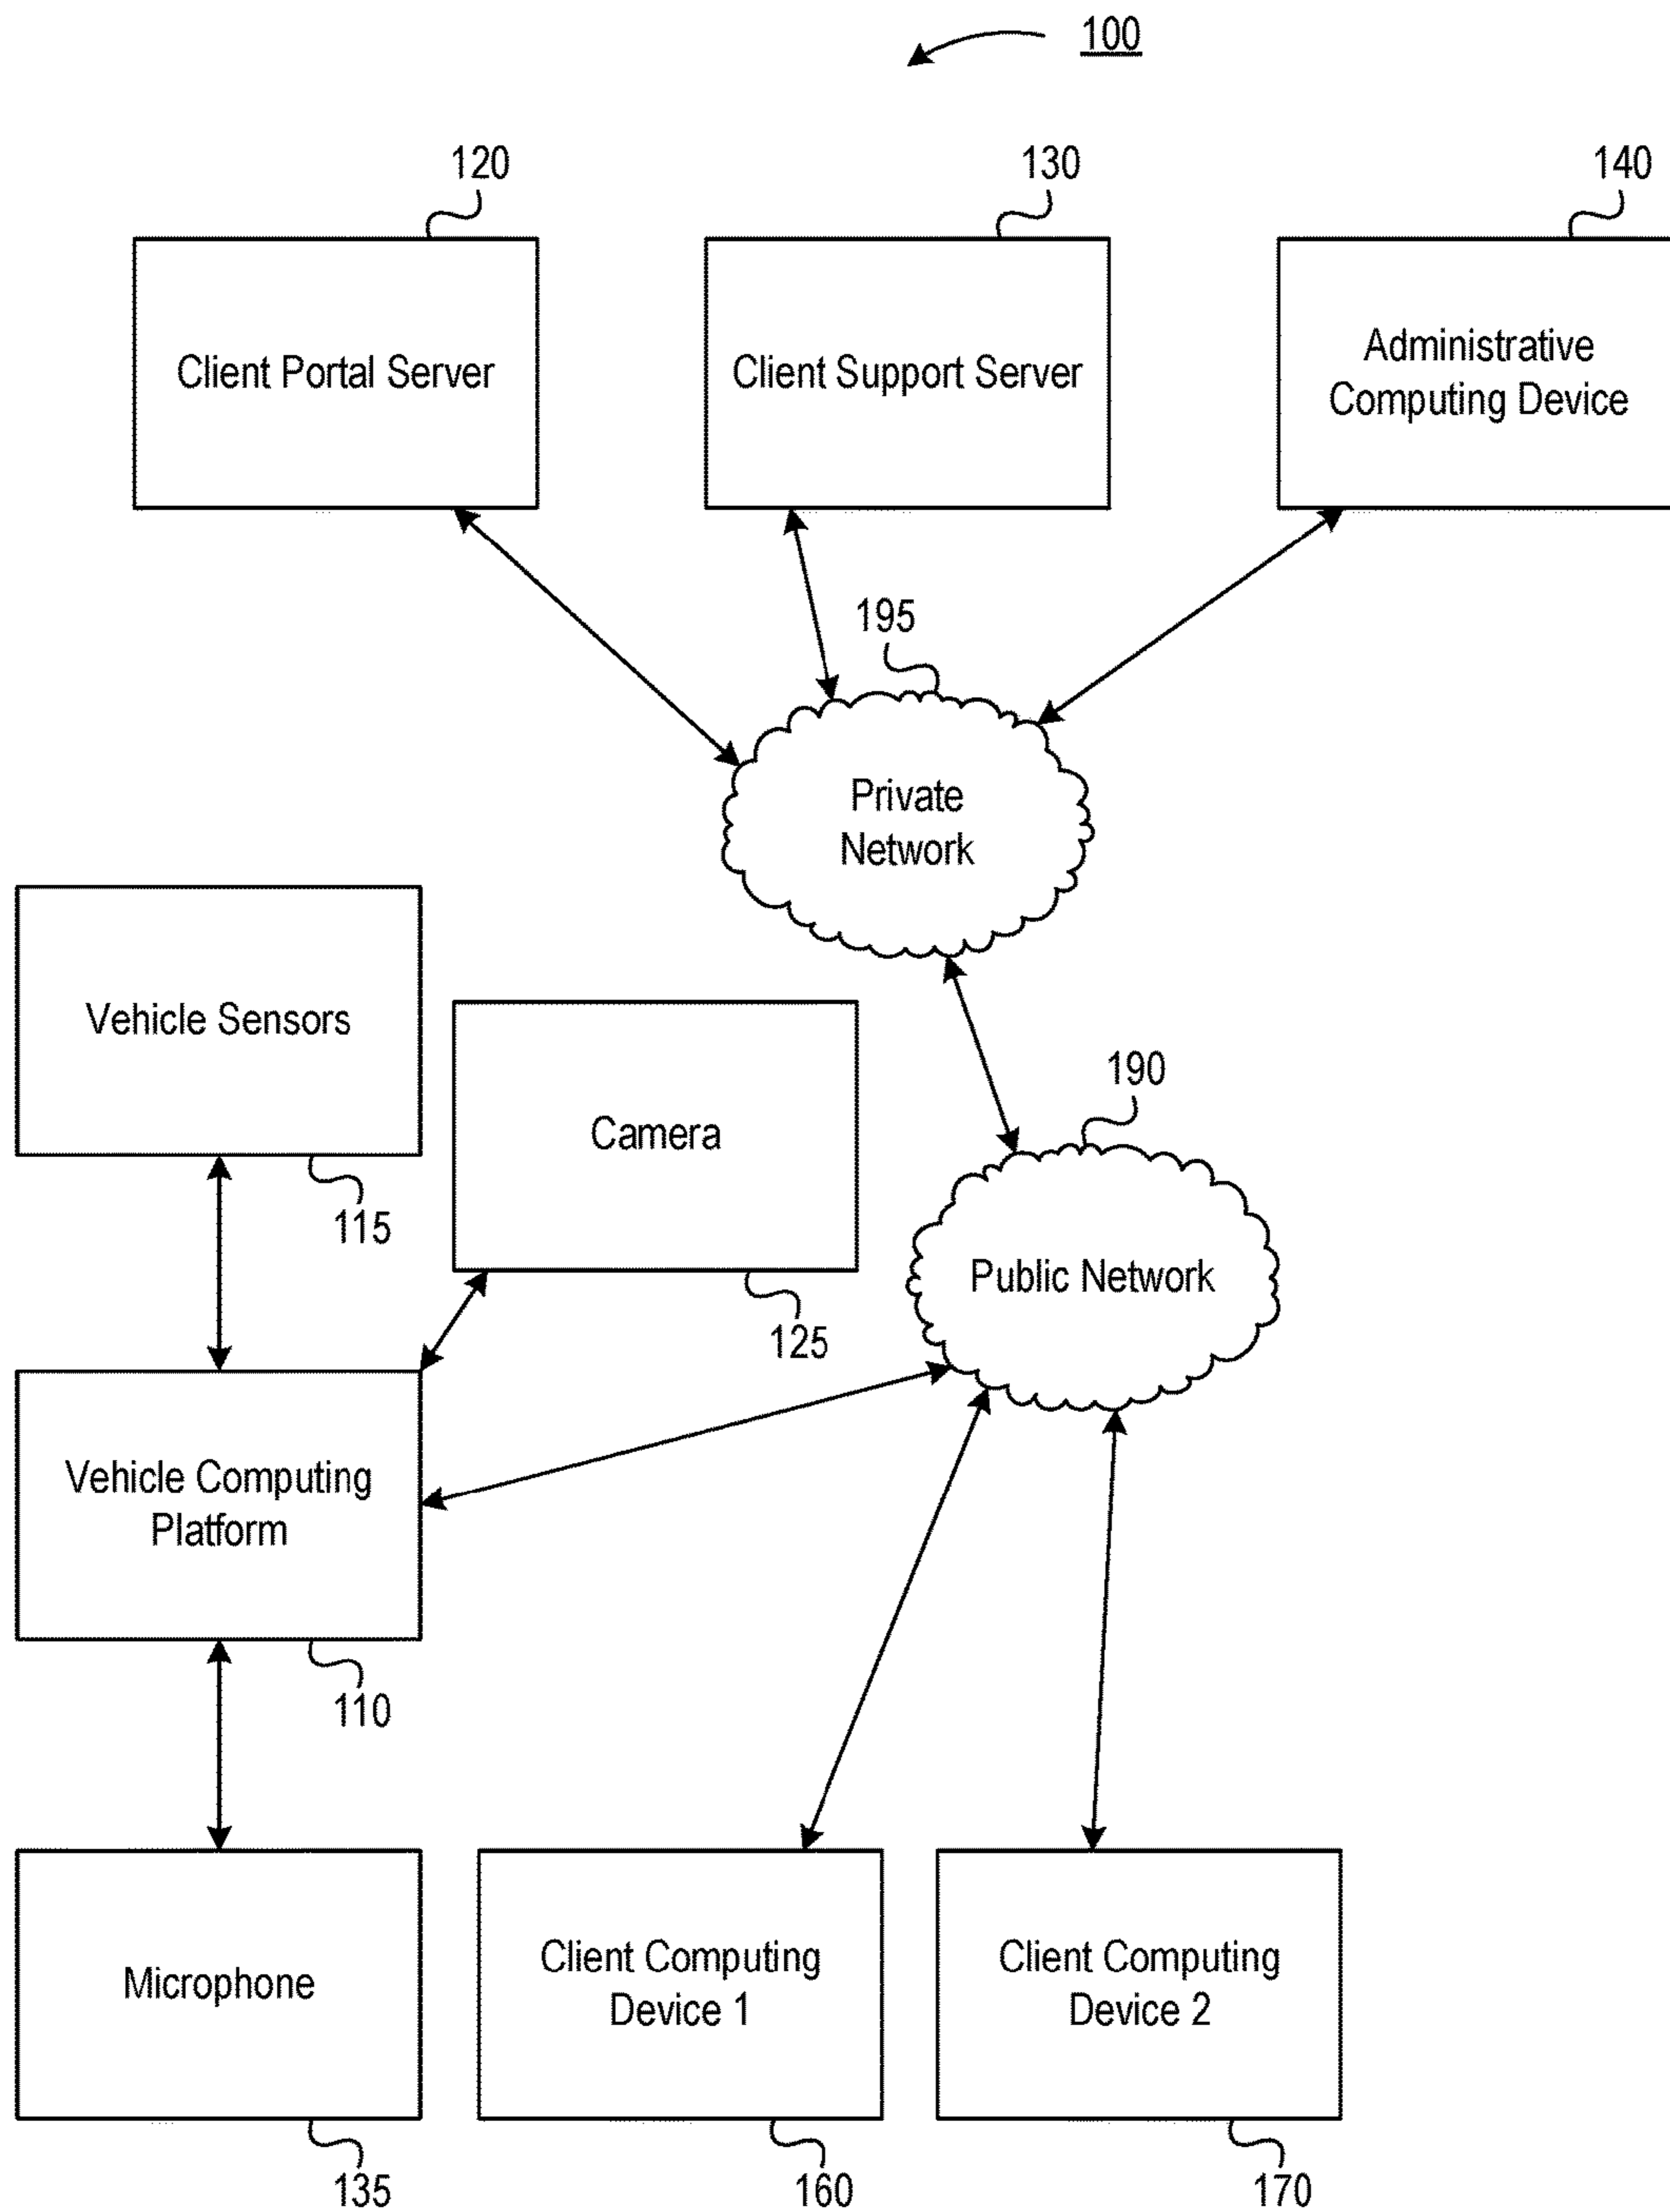 100
120
130
140
Client Portal Server
Client Support Server
Administrative
Computing Device
195
Private
Network
Vehicle Sensors
115
Camera
125
190
Public Network
Vehicle Computing
Platform
110
Microphone
135
Client Computing
Device 1
160
Client Computing
Device 2
170